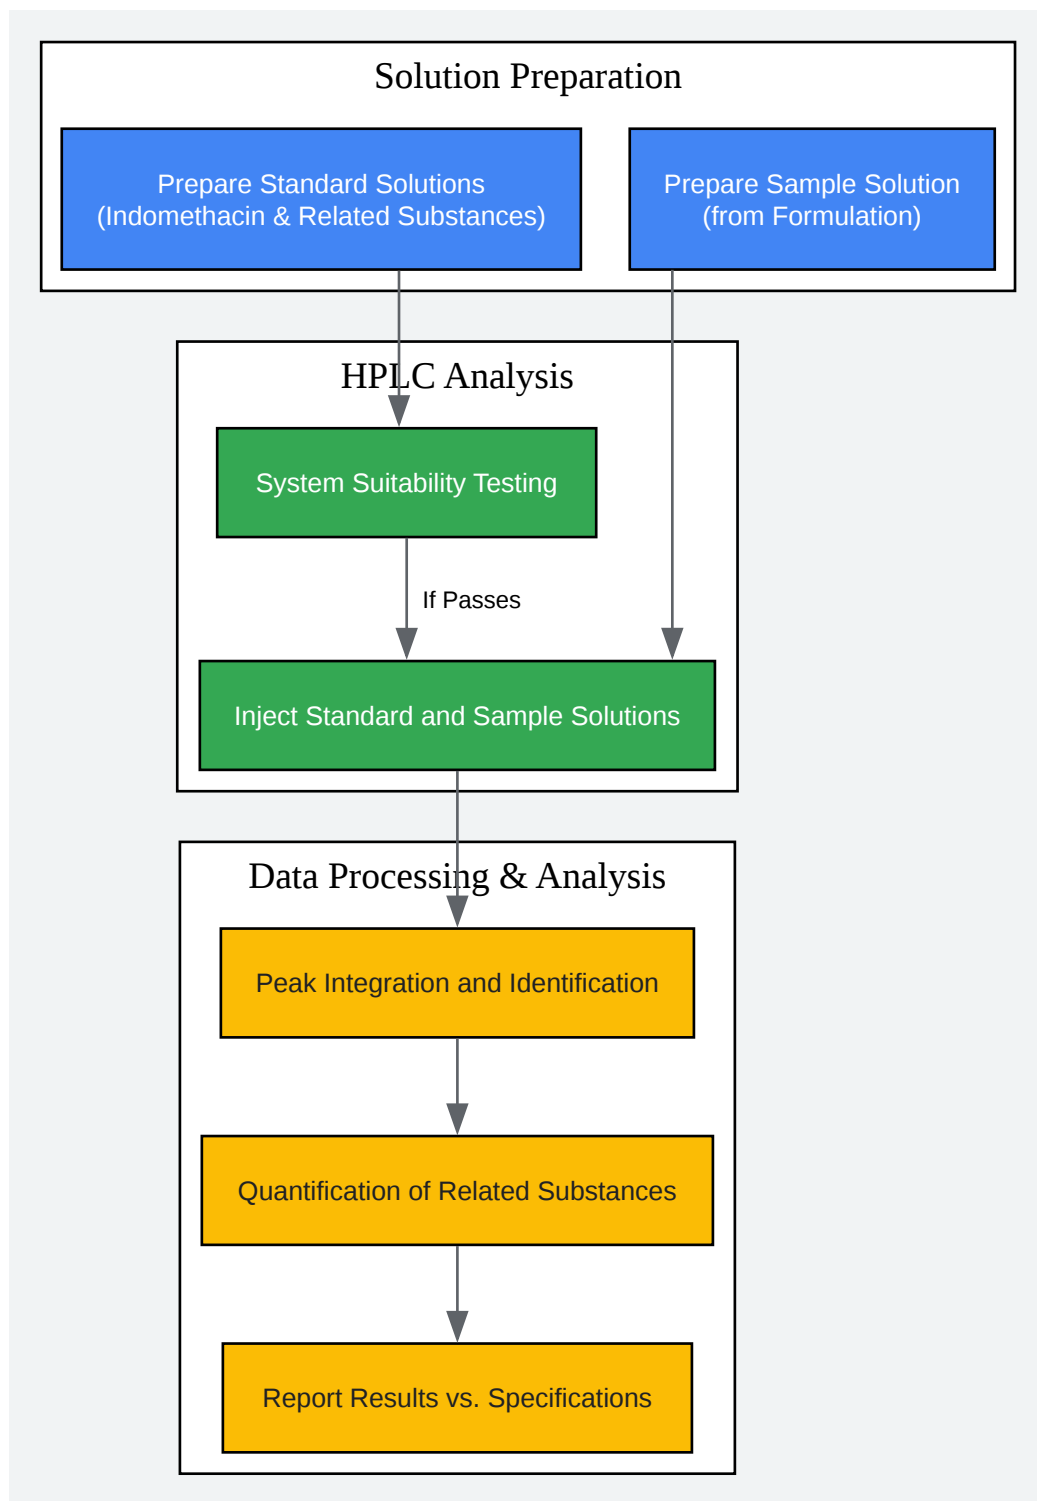 Solution Preparation
Prepare Standard Solutions
(Indomethacin & Related Substances)
Prepare Sample Solution
(from Formulation)
HPLC Analysis
System Suitability Testing
If Passes
Inject Standard and Sample Solutions
Data Processing & Analysis
Peak Integration and Identification
Quantification of Related Substances
Report Results vs. Specifications